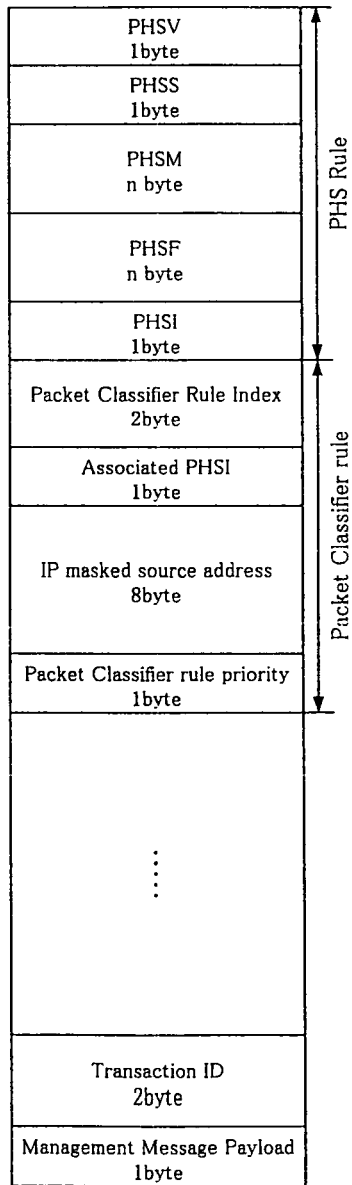 PHSV
1byte
PHSS
1byte
PHSM
n byte
PHSF
n byte
PHSI
1byte
PHS Rule
Packet Classifier Rule Index
2byte
Associated PHSI
1byte
IP masked source address
8byte
Packet Classifier rule priority
1byte
Packet Classifier rule
Transaction ID
2byte
Management Message Payload
1byte